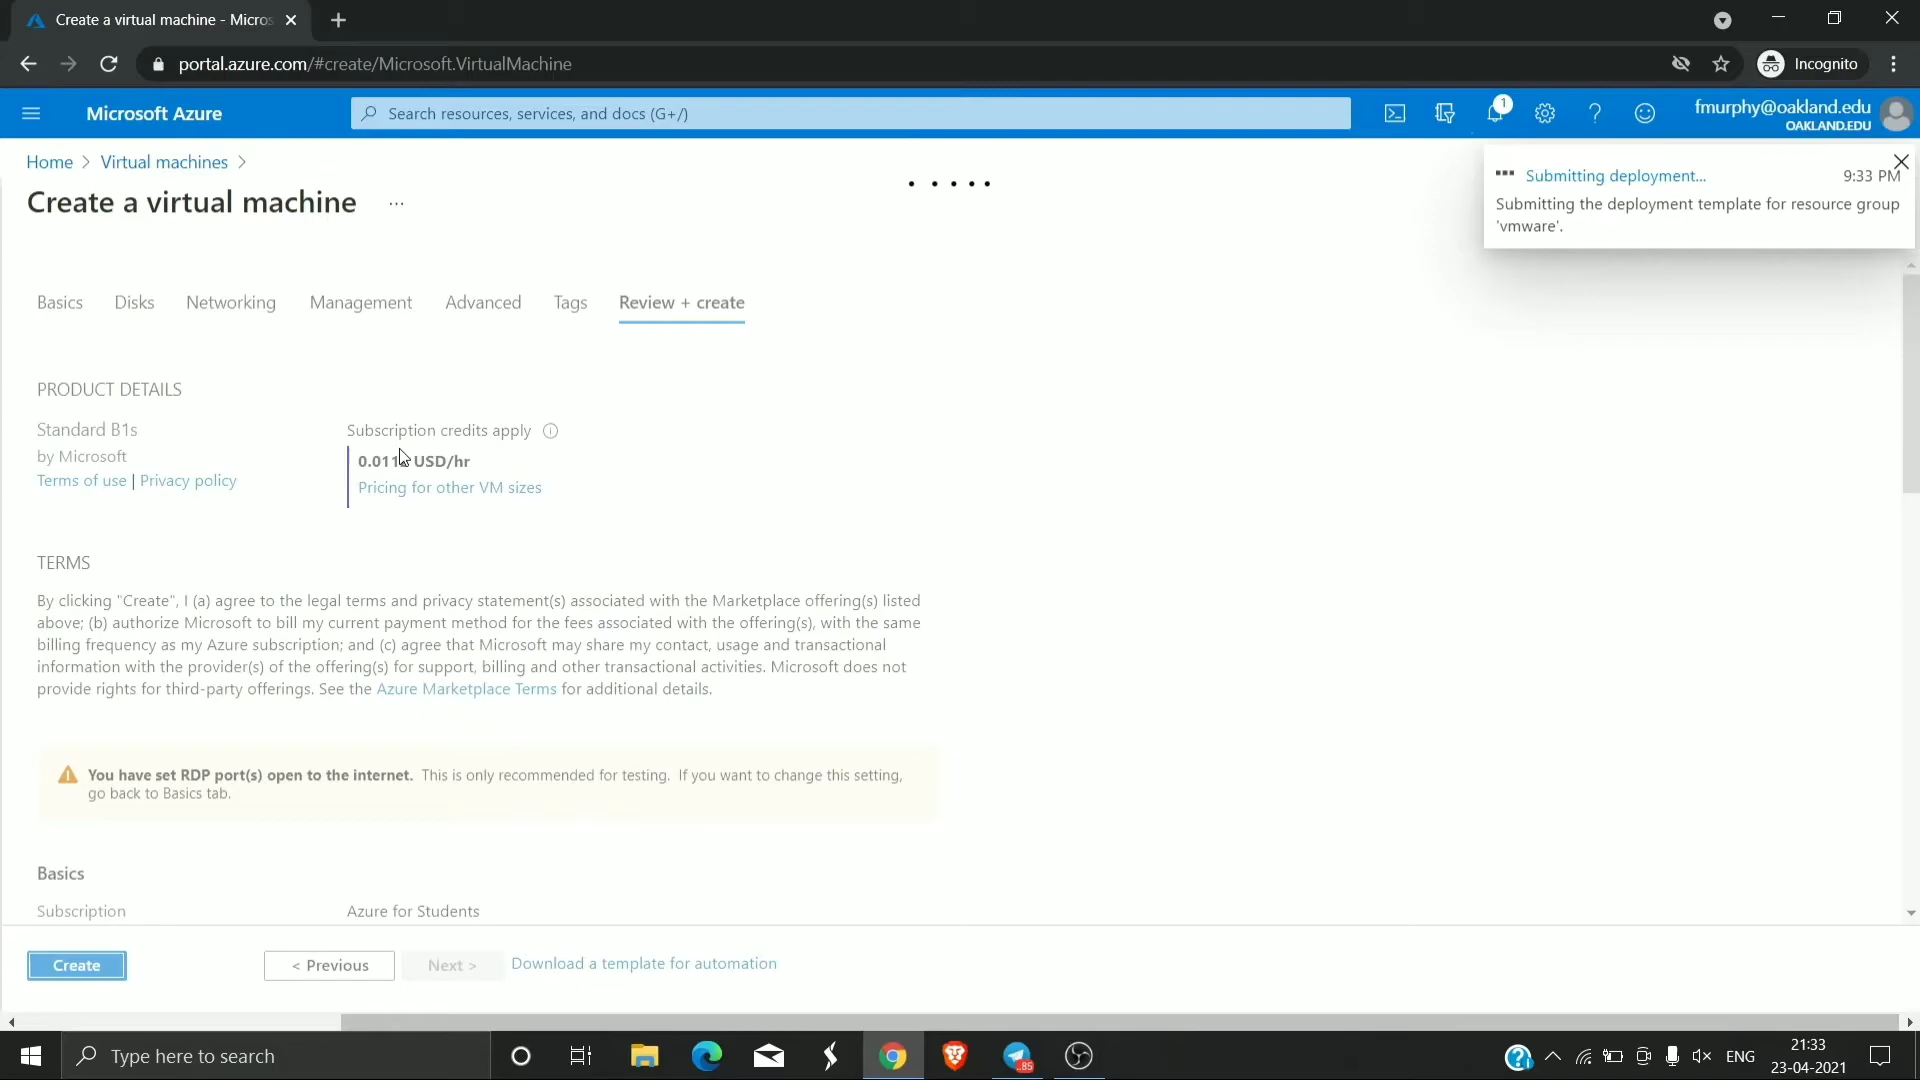 Create a virtual machine - Micros
portal.azure.com/#create/Microsoft.VirtualMachine
Incognito
Microsoft Azure
Search resources, services, and docs (G+/)
1
fmurphy@oakland.edu
OAKLAND.EDU
Home > Virtual machines >
Create a virtual machine ...
Submitting deployment...
9:33 PM
Submitting the deployment template for resource group
'vmware'.
Basics
Disks
Networking
Management
Advanced
Tags
Review + create
PRODUCT DETAILS
Standard B1s
by Microsoft
Terms of use | Privacy policy
Subscription credits apply
USD/hr
Pricing for other VM sizes
TERMS
By clicking "Create", I (a) agree to the legal terms and privacy statement(s) associated with the Marketplace offering(s) listed
above; (b) authorize Microsoft to bill my current payment method for the fees associated with the offering(s), with the same
billing frequency as my Azure subscription; and (c) agree that Microsoft may share my contact, usage and transactional
information with the provider(s) of the offering(s) for support, billing and other transactional activities. Microsoft does not
provide rights for third-party offerings. See the Azure Marketplace Terms for additional details.
You have set RDP port(s) open to the internet. This is only recommended for testing. If you want to change this setting,
go back to Basics tab.
Basics
Subscription
Azure for Students
Create
< Previous
Next >
Download a template for automation
Type here to search
85
ENG
21:33
23-04-2021